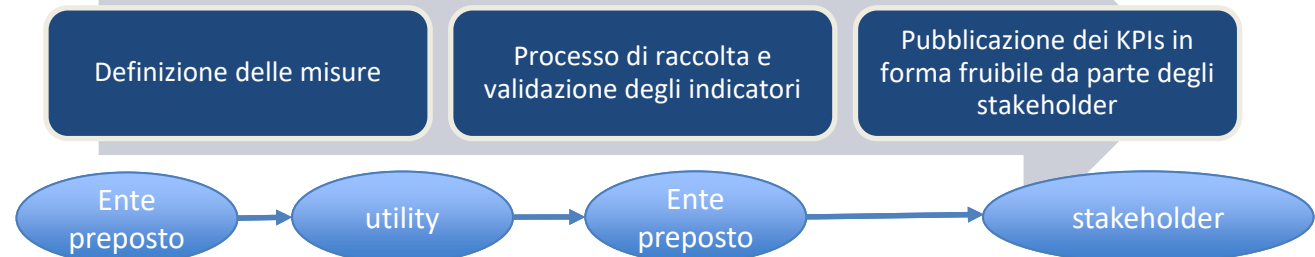 Definizione delle misure
Processo di raccolta e
validazione degli indicatori
Pubblicazione dei KPIs in
forma fruibile da parte degli
stakeholder
Ente
preposto
utility
Ente
preposto
stakeholder